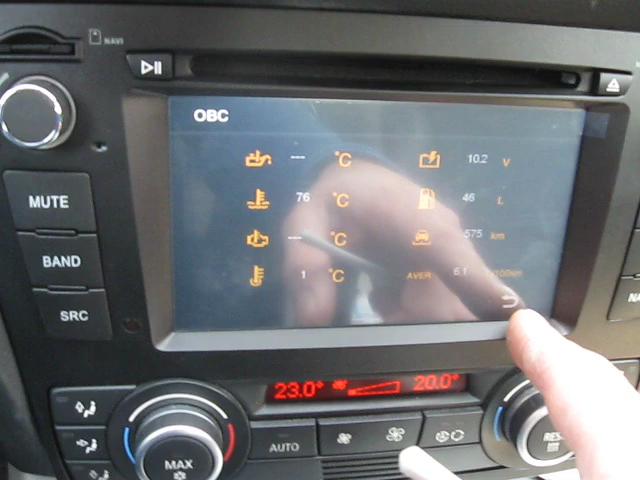 NAVI
OBC
--- °C 10.2 V
76 °C 46 L
--- °C 575 km
1 °C AVER 6.1
MUTE
BAND
SRC
23.0° 20.0°
AUTO
MAX